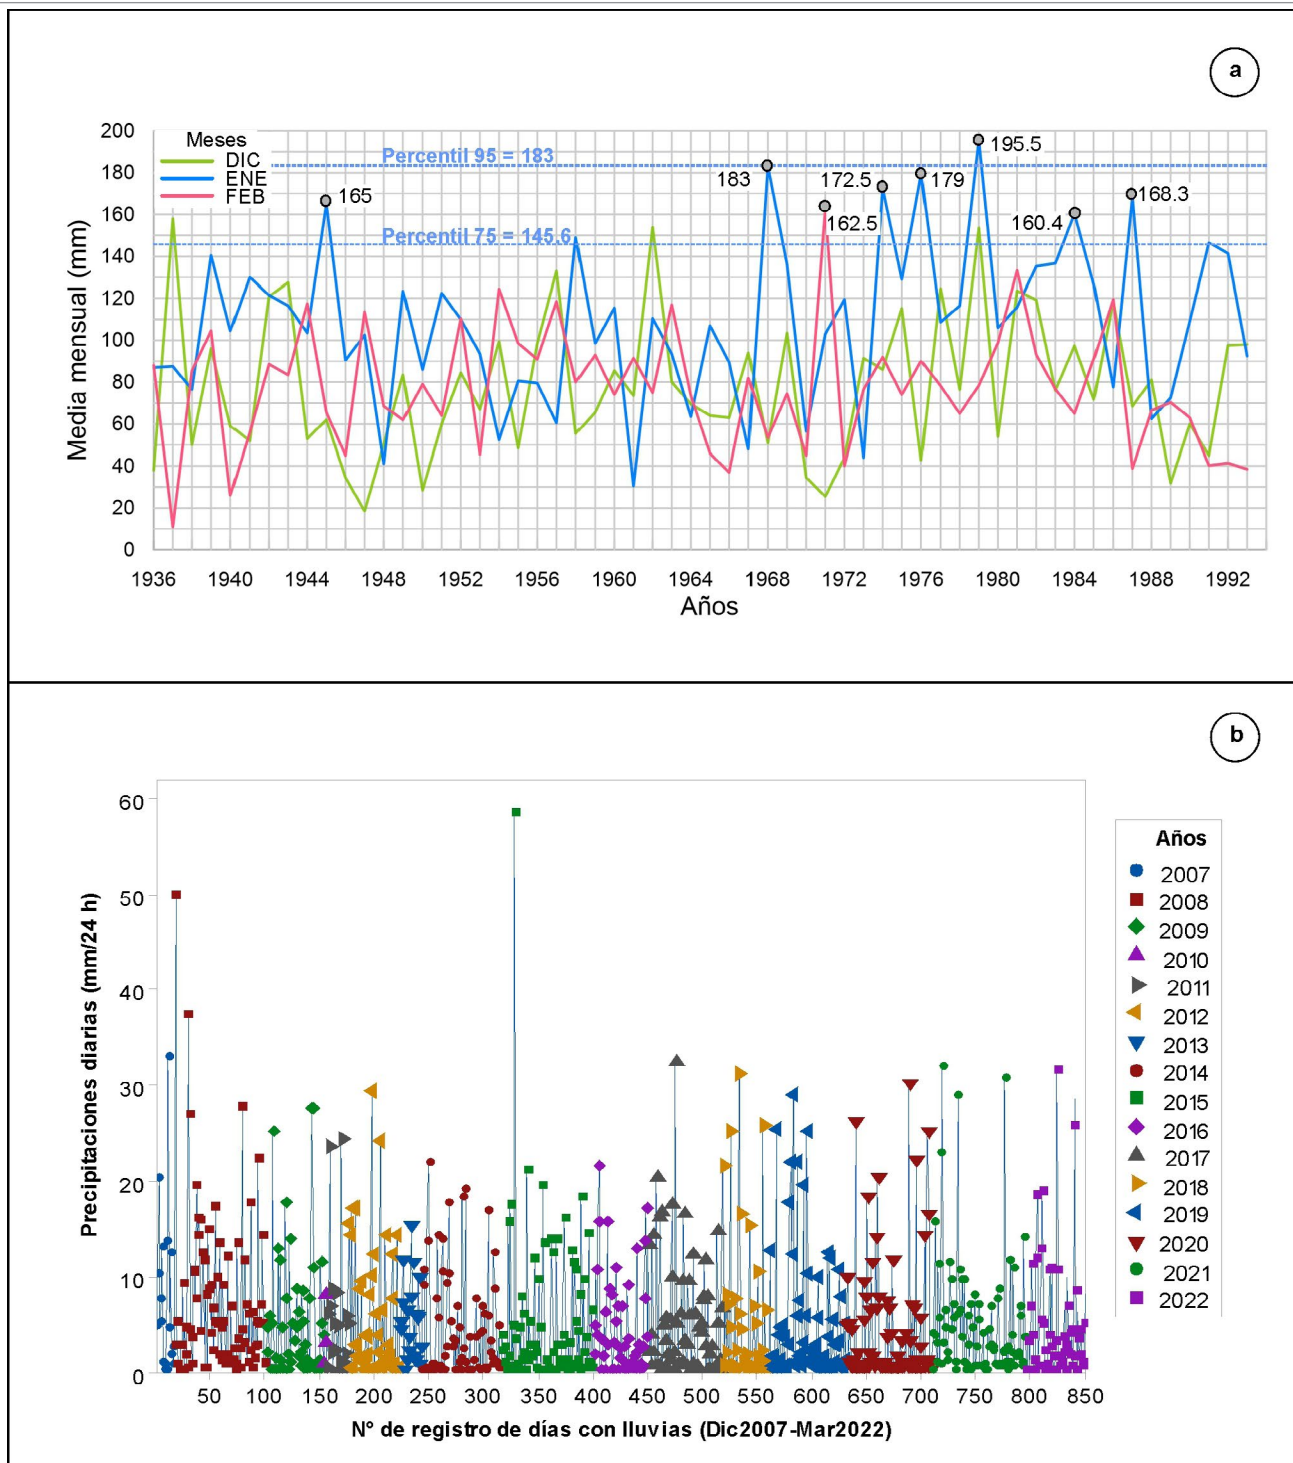 a
Meses
DIC
ENE
FEB
Percentil 95 = 183
Percentil 75 = 145.6
165
183
162.5
172.5
179
195.5
160.4
168.3
Media mensual (mm)
200
180
160
140
120
100
80
60
40
20
0
1936 1940 1944 1948 1952 1956 1960 1964 1968 1972 1976 1980 1984 1988 1992
Años
b
Precipitaciones diarias (mm/24 h)
60
50
40
30
20
10
0
50 100 150 200 250 300 350 400 450 500 550 600 650 700 750 800 850
N° de registro de días con lluvias (Dic2007-Mar2022)
Años
2007
2008
2009
2010
2011
2012
2013
2014
2015
2016
2017
2018
2019
2020
2021
2022